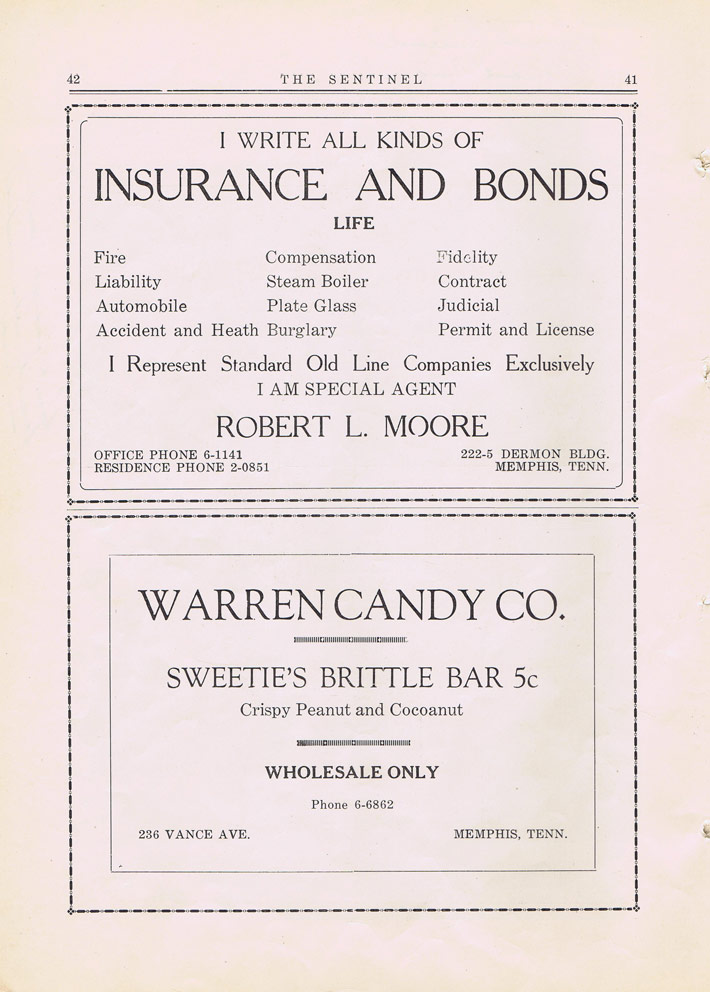 42 THE SENTINEL 41
I WRITE ALL KINDS OF
INSURANCE AND BONDS
LIFE
Fire Compensation Fidelity
Liability Steam Boiler Contract
Automobile Plate Glass Judicial
Accident and Heath Burglary Permit and License
I Represent Standard Old Line Companies Exclusively
I AM SPECIAL AGENT
ROBERT L. MOORE
OFFICE PHONE 6-1141 222-5 DERMON BLDG.
RESIDENCE PHONE 2-0851 MEMPHIS, TENN.
WARREN CANDY CO.
SWEETIE'S BRITTLE BAR 5c
Crispy Peanut and Cocoanut
WHOLESALE ONLY
Phone 6-6862
236 VANCE AVE. MEMPHIS, TENN.